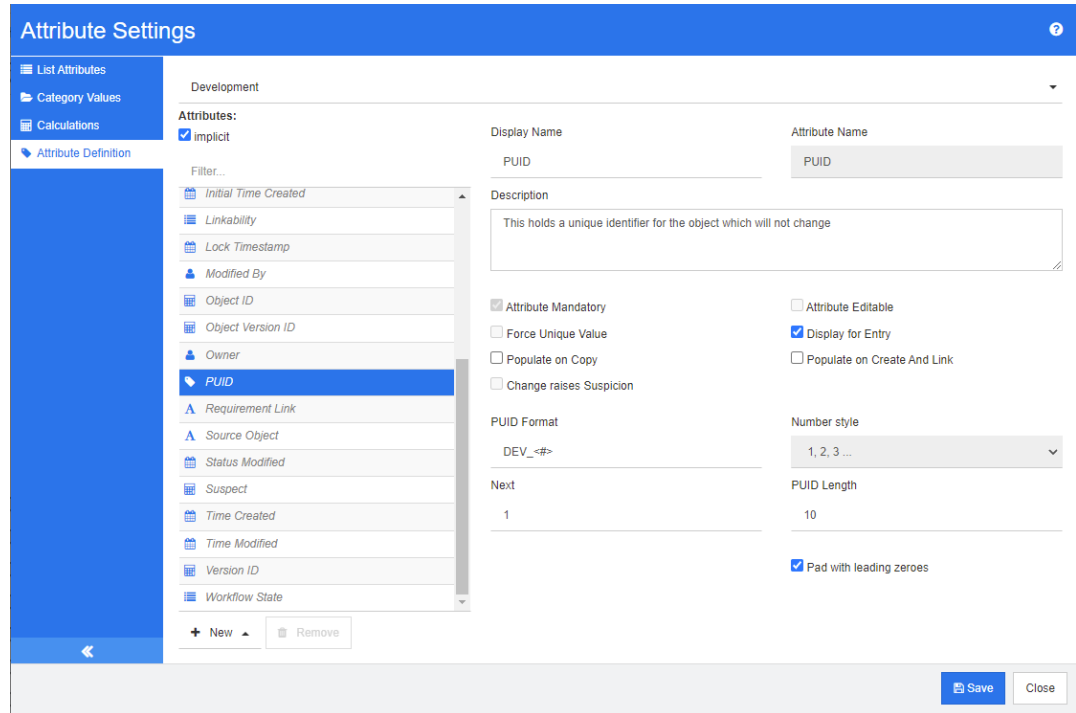 Attribute Settings
List Attributes
Category Values
Calculations
Attribute Definition
Development
Attributes:
implicit
Filter...
Initial Time Created
Linkability
Lock Timestamp
Modified By
Object ID
Object Version ID
Owner
PUID
Requirement Link
Source Object
Status Modified
Suspect
Time Created
Time Modified
Version ID
Workflow State
+ New
Remove
Display Name
Attribute Name
PUID
PUID
Description
This holds a unique identifier for the object which will not change
Attribute Mandatory
Attribute Editable
Force Unique Value
Display for Entry
Populate on Copy
Populate on Create And Link
Change raises Suspicion
PUID Format
Number style
DEV_<#>
1, 2, 3 ...
Next
PUID Length
1
10
Pad with leading zeroes
Save
Close